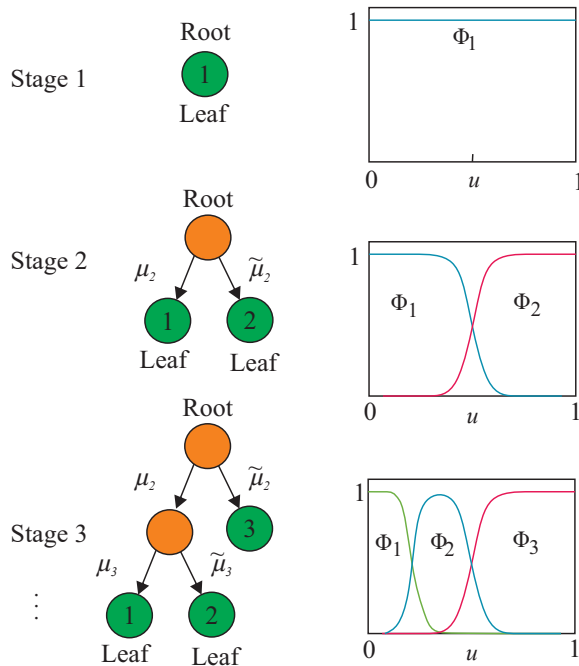 Root
Stage 1
1
Leaf
1
Φ₁
0
u
1
Root
Stage 2
μ₂
μ̃₂
1
2
Leaf
Leaf
1
Φ₁
Φ₂
0
u
1
Root
μ₂
μ̃₂
Stage 3
3
μ₃
μ̃₃
Leaf
⋮
1
2
Leaf
Leaf
1
Φ₁
Φ₂
Φ₃
0
u
1